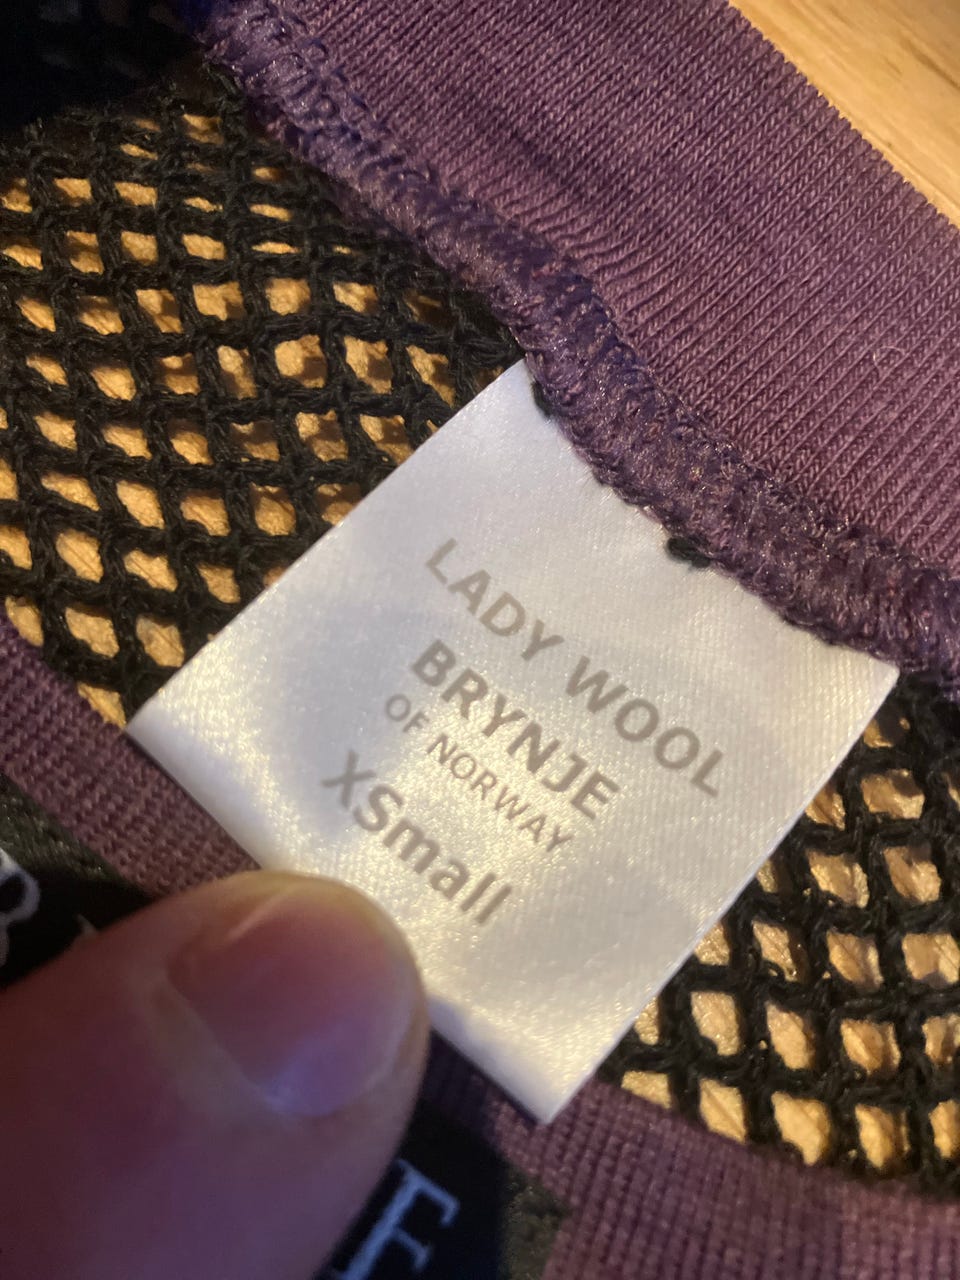 LADY WOOL
BRYNJE
OF NORWAY
XSmall